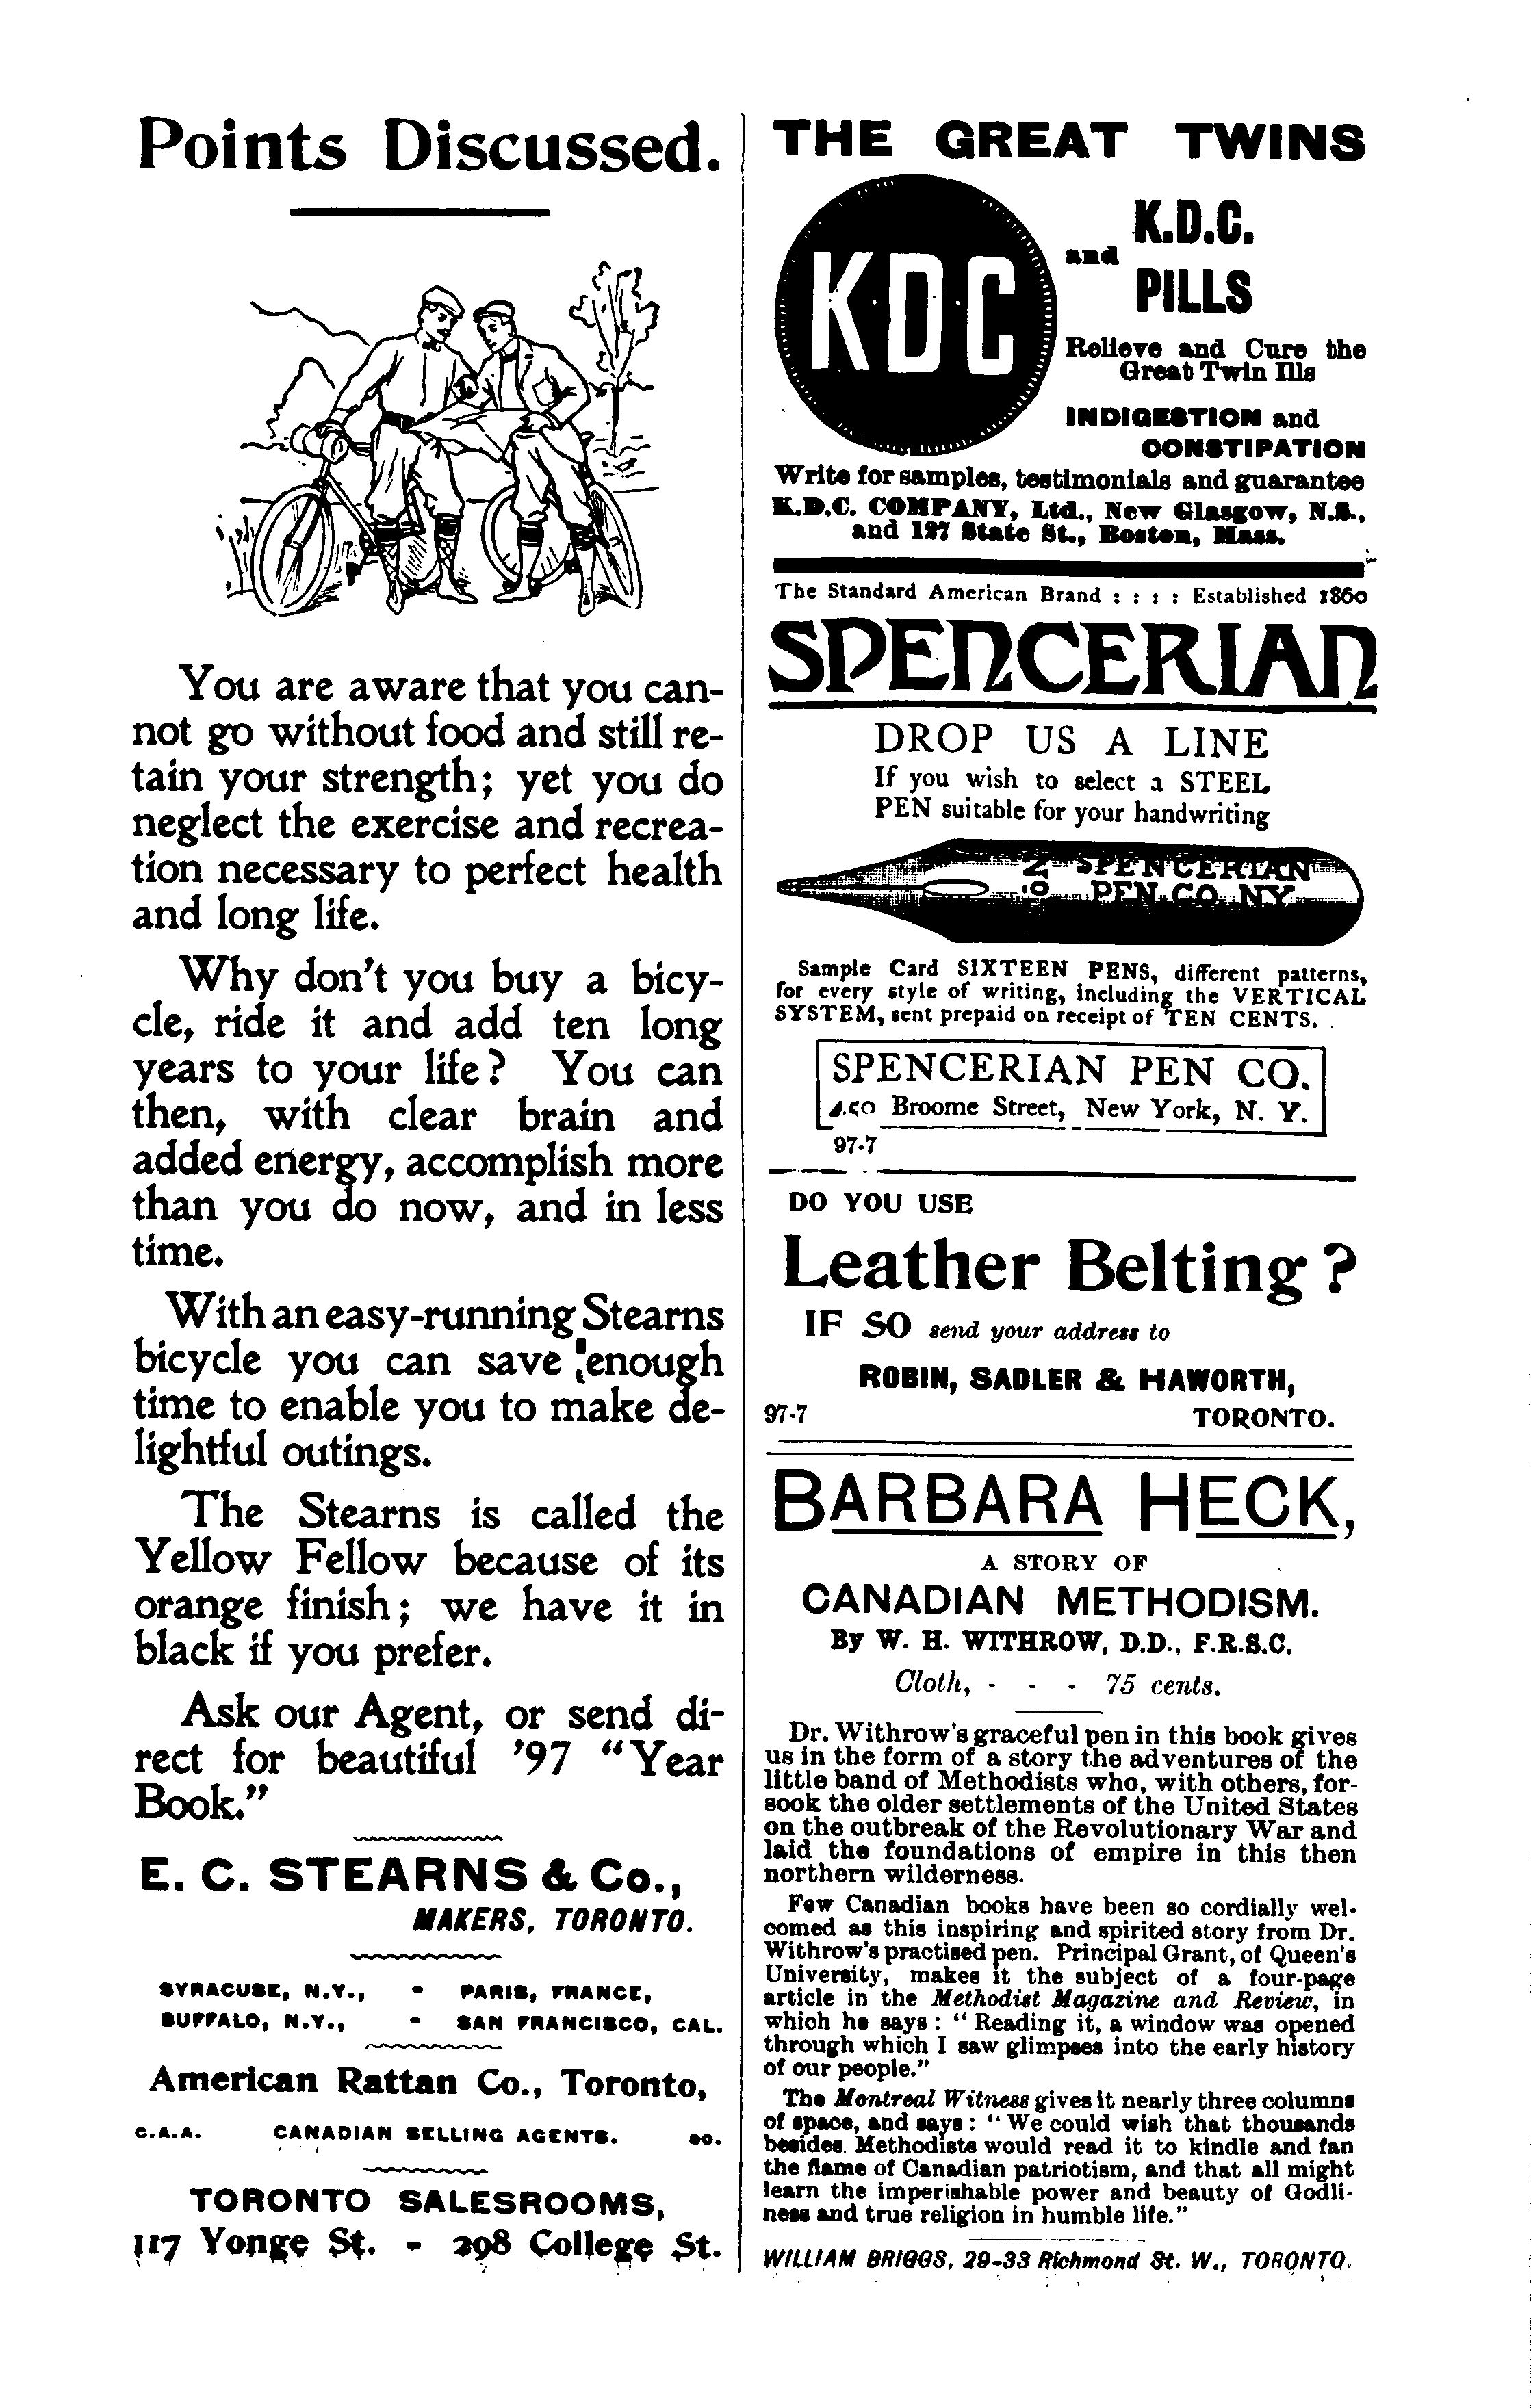 Points Discussed.
You are aware that you can-
not go without food and still re-
tain your strength; yet you do
neglect the exercise and recrea-
tion necessary to perfect health
and long life.
Why don't you buy a bicy-
cle, ride it and add ten long
years to your life? You can
then, with clear brain and
added energy, accomplish more
than you do now, and in less
time.
With an easy-running Stearns
bicycle you can save enough
time to enable you to make de-
lightful outings.
The Stearns is called the
Yellow Fellow because of its
orange finish; we have it in
black if you prefer.
Ask our Agent, or send di-
rect for beautiful '97 "Year
Book."
E. C. STEARNS & Co.,
MAKERS, TORONTO.
SYRACUSE, N.Y., - PARIS, FRANCE,
BUFFALO, N.Y., - SAN FRANCISCO, CAL.
American Rattan Co., Toronto,
C.A.A. CANADIAN SELLING AGENTS. 80.
TORONTO SALESROOMS,
117 Yonge St. - 298 College St.
THE GREAT TWINS
KDC
K.D.C.
and
PILLS
Relieve and Cure the
Great Twin Ills
INDIGESTION and
CONSTIPATION
Write for samples, testimonials and guarantee
K.D.C. COMPANY, Ltd., New Glasgow, N.S.,
and 127 State St., Boston, Mass.
The Standard American Brand : : : : Established 1860
SPENCERIAN
DROP US A LINE
If you wish to select a STEEL
PEN suitable for your handwriting
No. SPENCERIAN
PEN CO. NY
Sample Card SIXTEEN PENS, different patterns,
for every style of writing, including the VERTICAL
SYSTEM, sent prepaid on receipt of TEN CENTS.
SPENCERIAN PEN CO.
450 Broome Street, New York, N. Y.
97-7
DO YOU USE
Leather Belting?
IF SO send your address to
ROBIN, SADLER & HAWORTH,
97-7 TORONTO.
BARBARA HECK,
A STORY OF
CANADIAN METHODISM.
By W. H. WITHROW, D.D., F.R.S.C.
Cloth, - - - 75 cents.
Dr. Withrow's graceful pen in this book gives
us in the form of a story the adventures of the
little band of Methodists who, with others, for-
sook the older settlements of the United States
on the outbreak of the Revolutionary War and
laid the foundations of empire in this then
northern wilderness.
Few Canadian books have been so cordially wel-
comed as this inspiring and spirited story from Dr.
Withrow's practised pen. Principal Grant, of Queen's
University, makes it the subject of a four-page
article in the Methodist Magazine and Review, in
which he says: "Reading it, a window was opened
through which I saw glimpses into the early history
of our people."
The Montreal Witness gives it nearly three columns
of space, and says: "We could wish that thousands
besides Methodists would read it to kindle and fan
the flame of Canadian patriotism, and that all might
learn the imperishable power and beauty of Godli-
ness and true religion in humble life."
WILLIAM BRIGGS, 29-33 Richmond St. W., TORONTO.